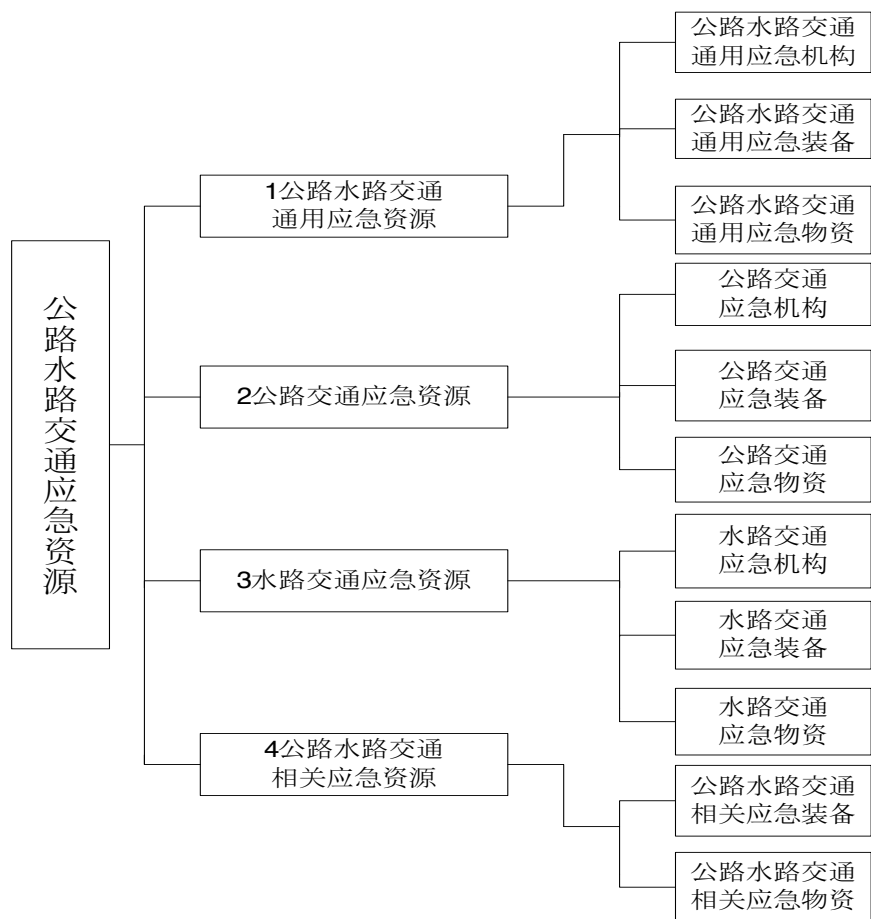 公路水路交通应急资源
1公路水路交通
通用应急资源
公路水路交通
通用应急机构
公路水路交通
通用应急装备
公路水路交通
通用应急物资
2公路交通应急资源
公路交通
应急机构
公路交通
应急装备
公路交通
应急物资
3水路交通应急资源
水路交通
应急机构
水路交通
应急装备
水路交通
应急物资
4公路水路交通
相关应急资源
公路水路交通
相关应急装备
公路水路交通
相关应急物资